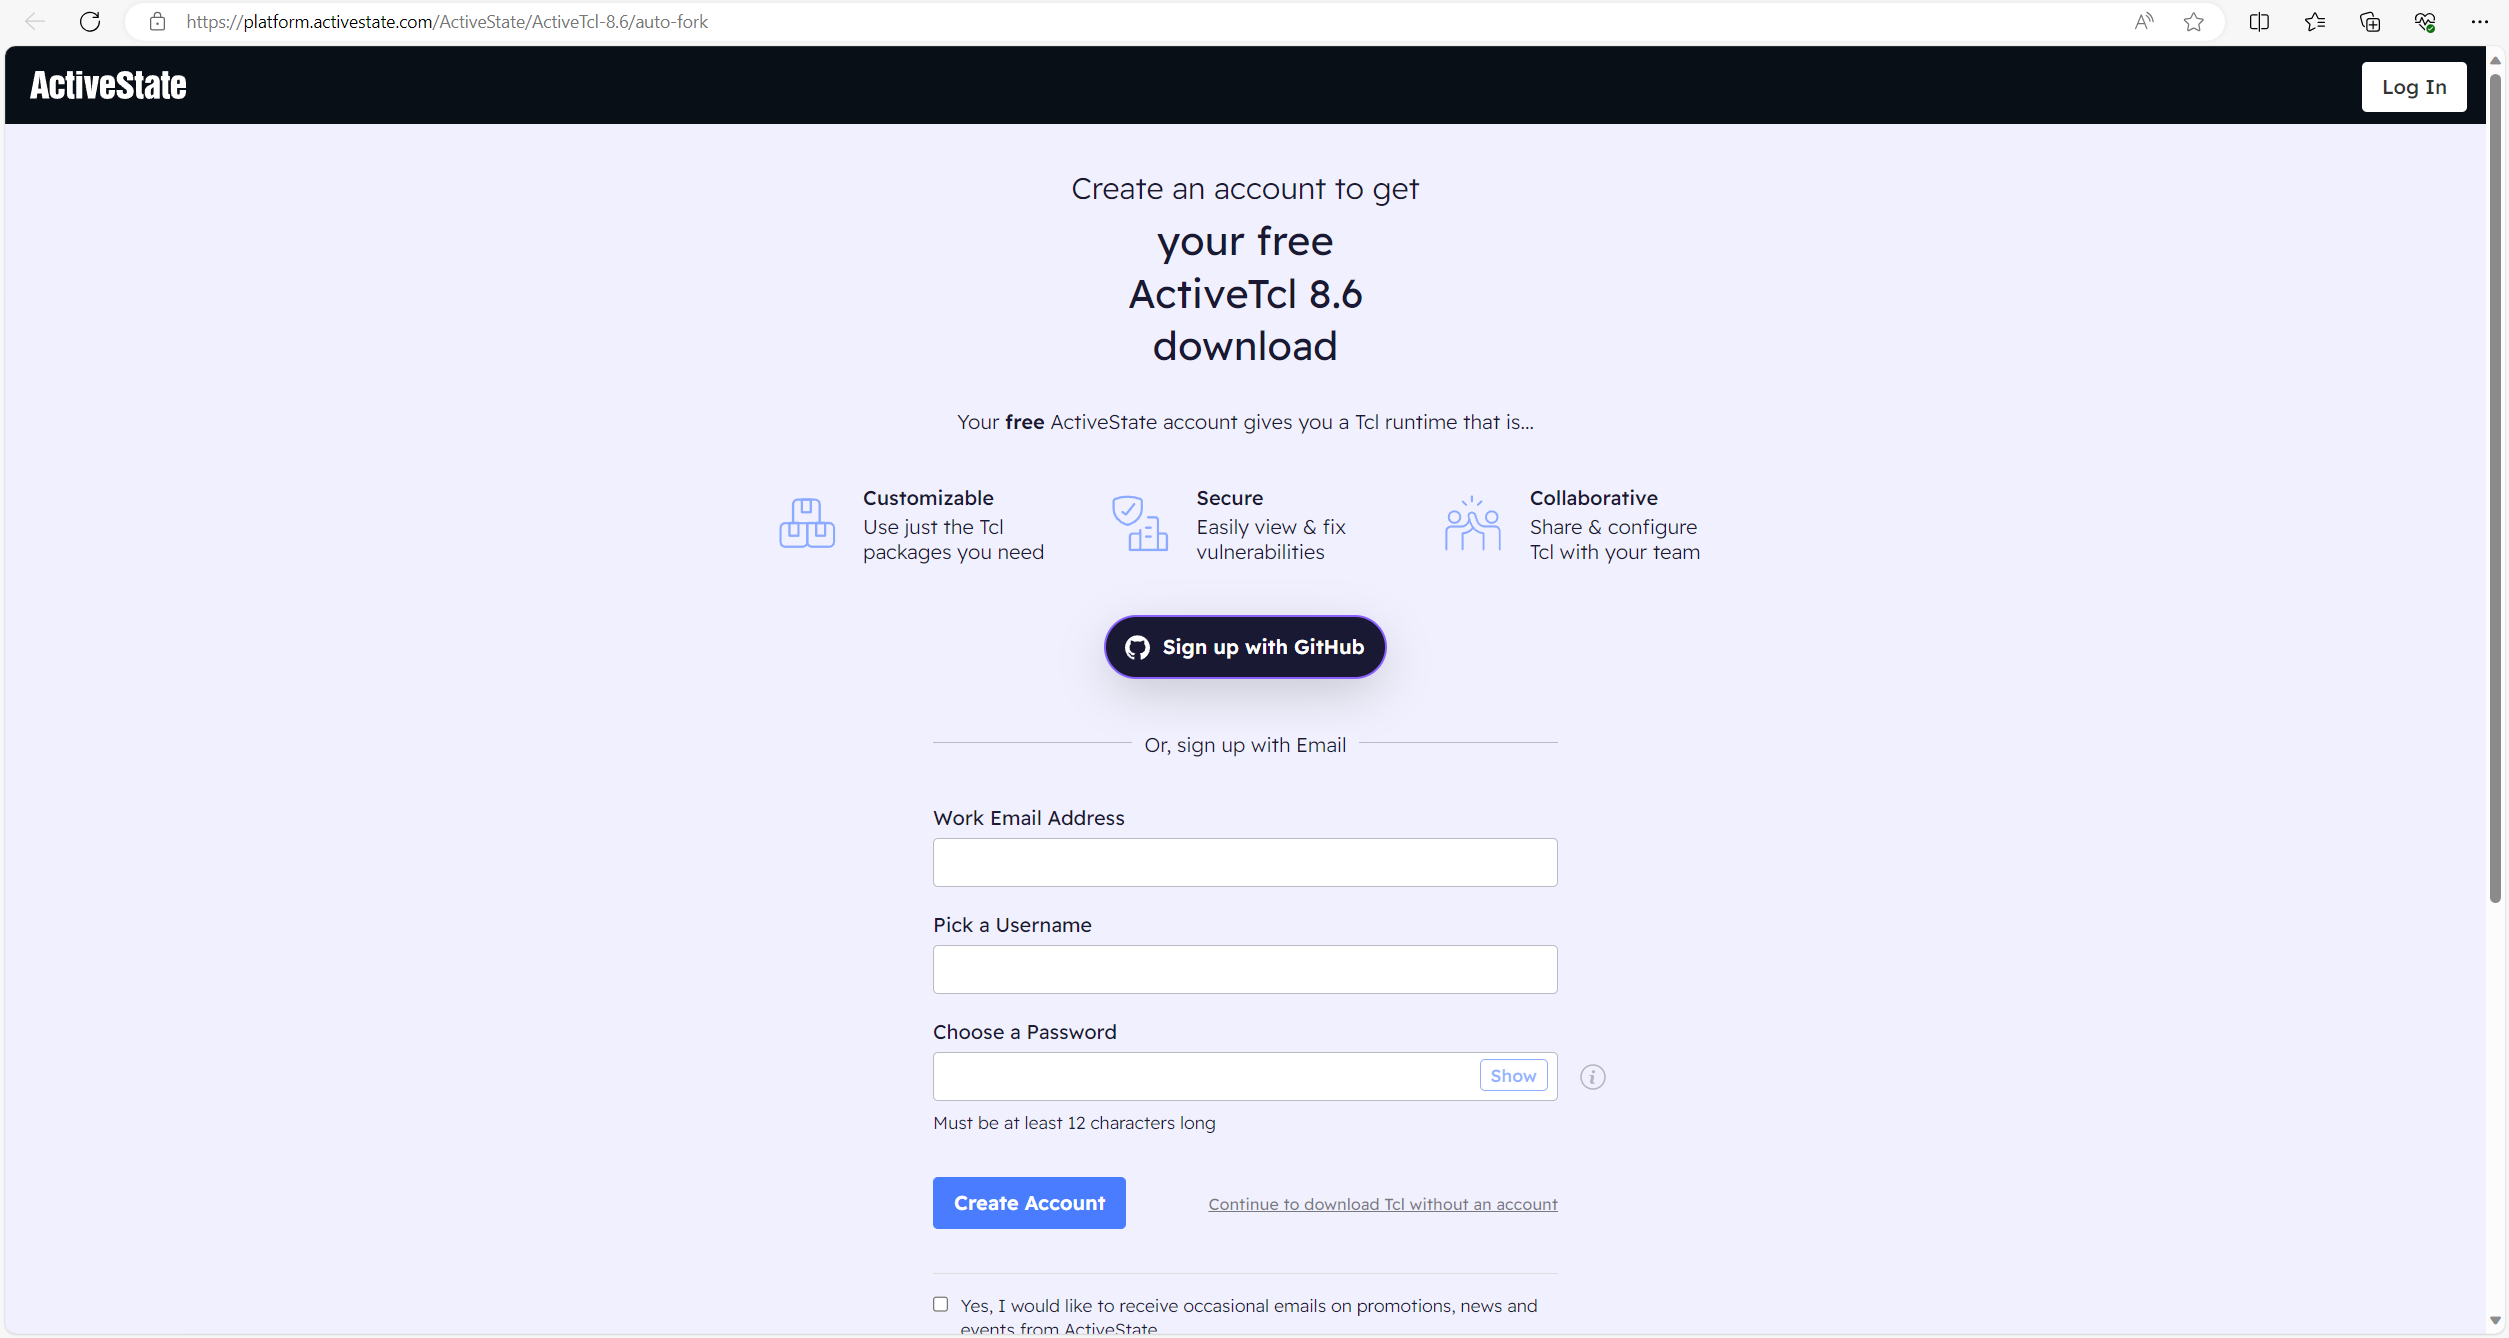 https://platform.activestate.com/ActiveState/ActiveTcl-8.6/auto-fork
ActiveState
Log In
Create an account to get
your free
ActiveTcl 8.6
download
Your free ActiveState account gives you a Tcl runtime that is...
Customizable
Use just the Tcl
packages you need
Secure
Easily view & fix
vulnerabilities
Collaborative
Share & configure
Tcl with your team
Sign up with GitHub
Or, sign up with Email
Work Email Address
Pick a Username
Choose a Password
Show
Must be at least 12 characters long
Create Account
Continue to download Tcl without an account
Yes, I would like to receive occasional emails on promotions, news and
events from ActiveState